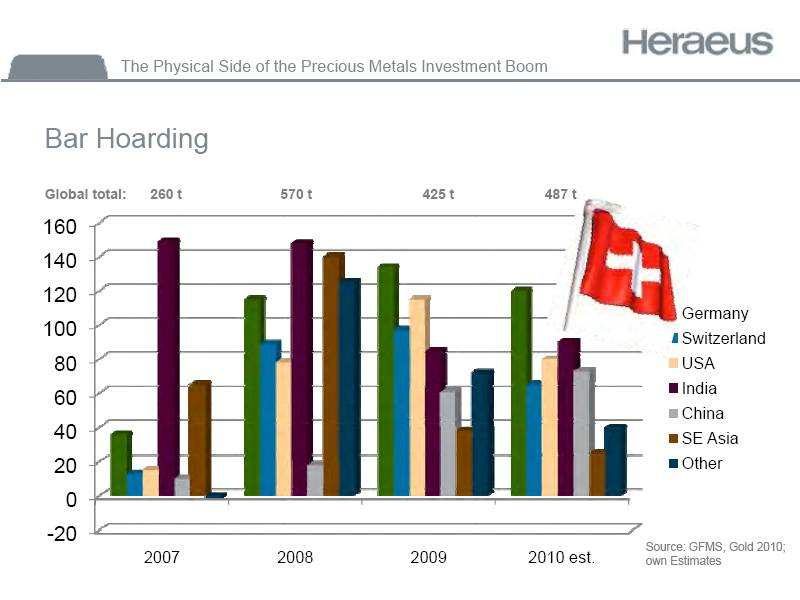 Heraeus
The Physical Side of the Precious Metals Investment Boom
Bar Hoarding
Global total: 260 t 570 t 425 t 487 t
160
140
120
100
80
60
40
20
0
-20
2007 2008 2009 2010 est.
Germany
Switzerland
USA
India
China
SE Asia
Other
Source: GFMS, Gold 2010;
own Estimates